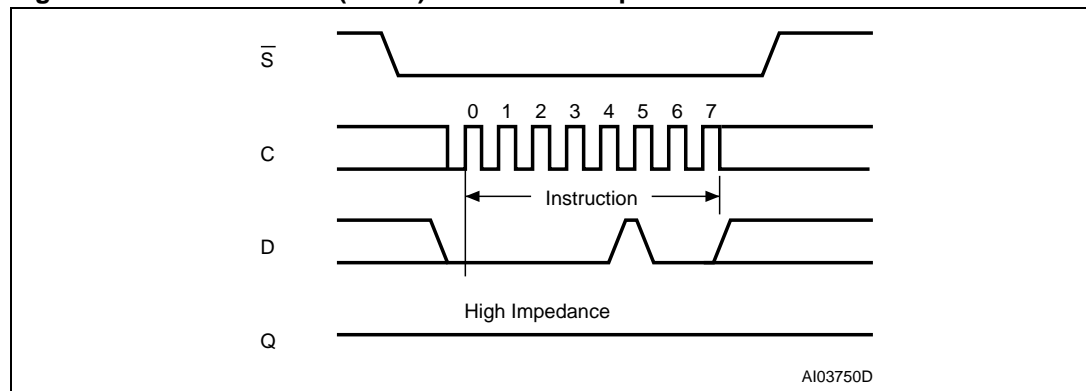 S̅
0 1 2 3 4 5 6 7
C
Instruction
D
High Impedance
Q
AI03750D